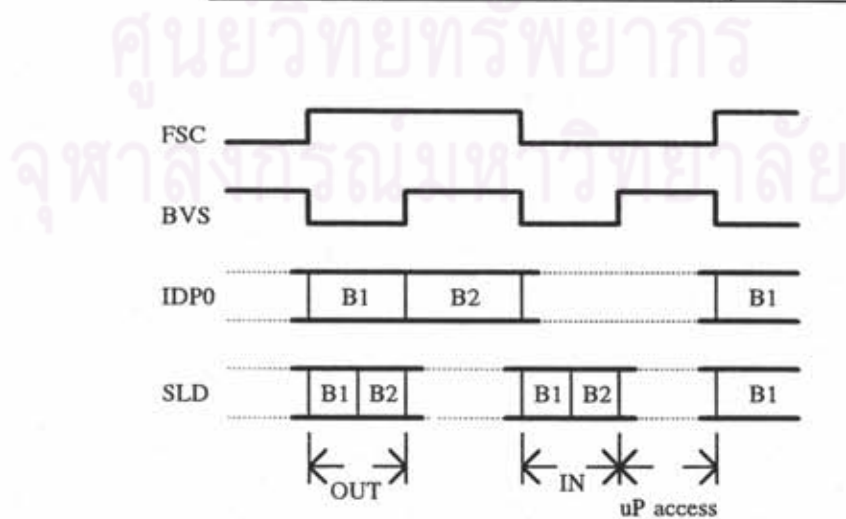 ศูนย์วิทยทรัพยากร
จุฬาลงกรณ์มหาวิทยาลัย
FSC
BVS
IDP0 B1 B2 B1
SLD B1 B2 B1 B2 B1
OUT IN
uP access